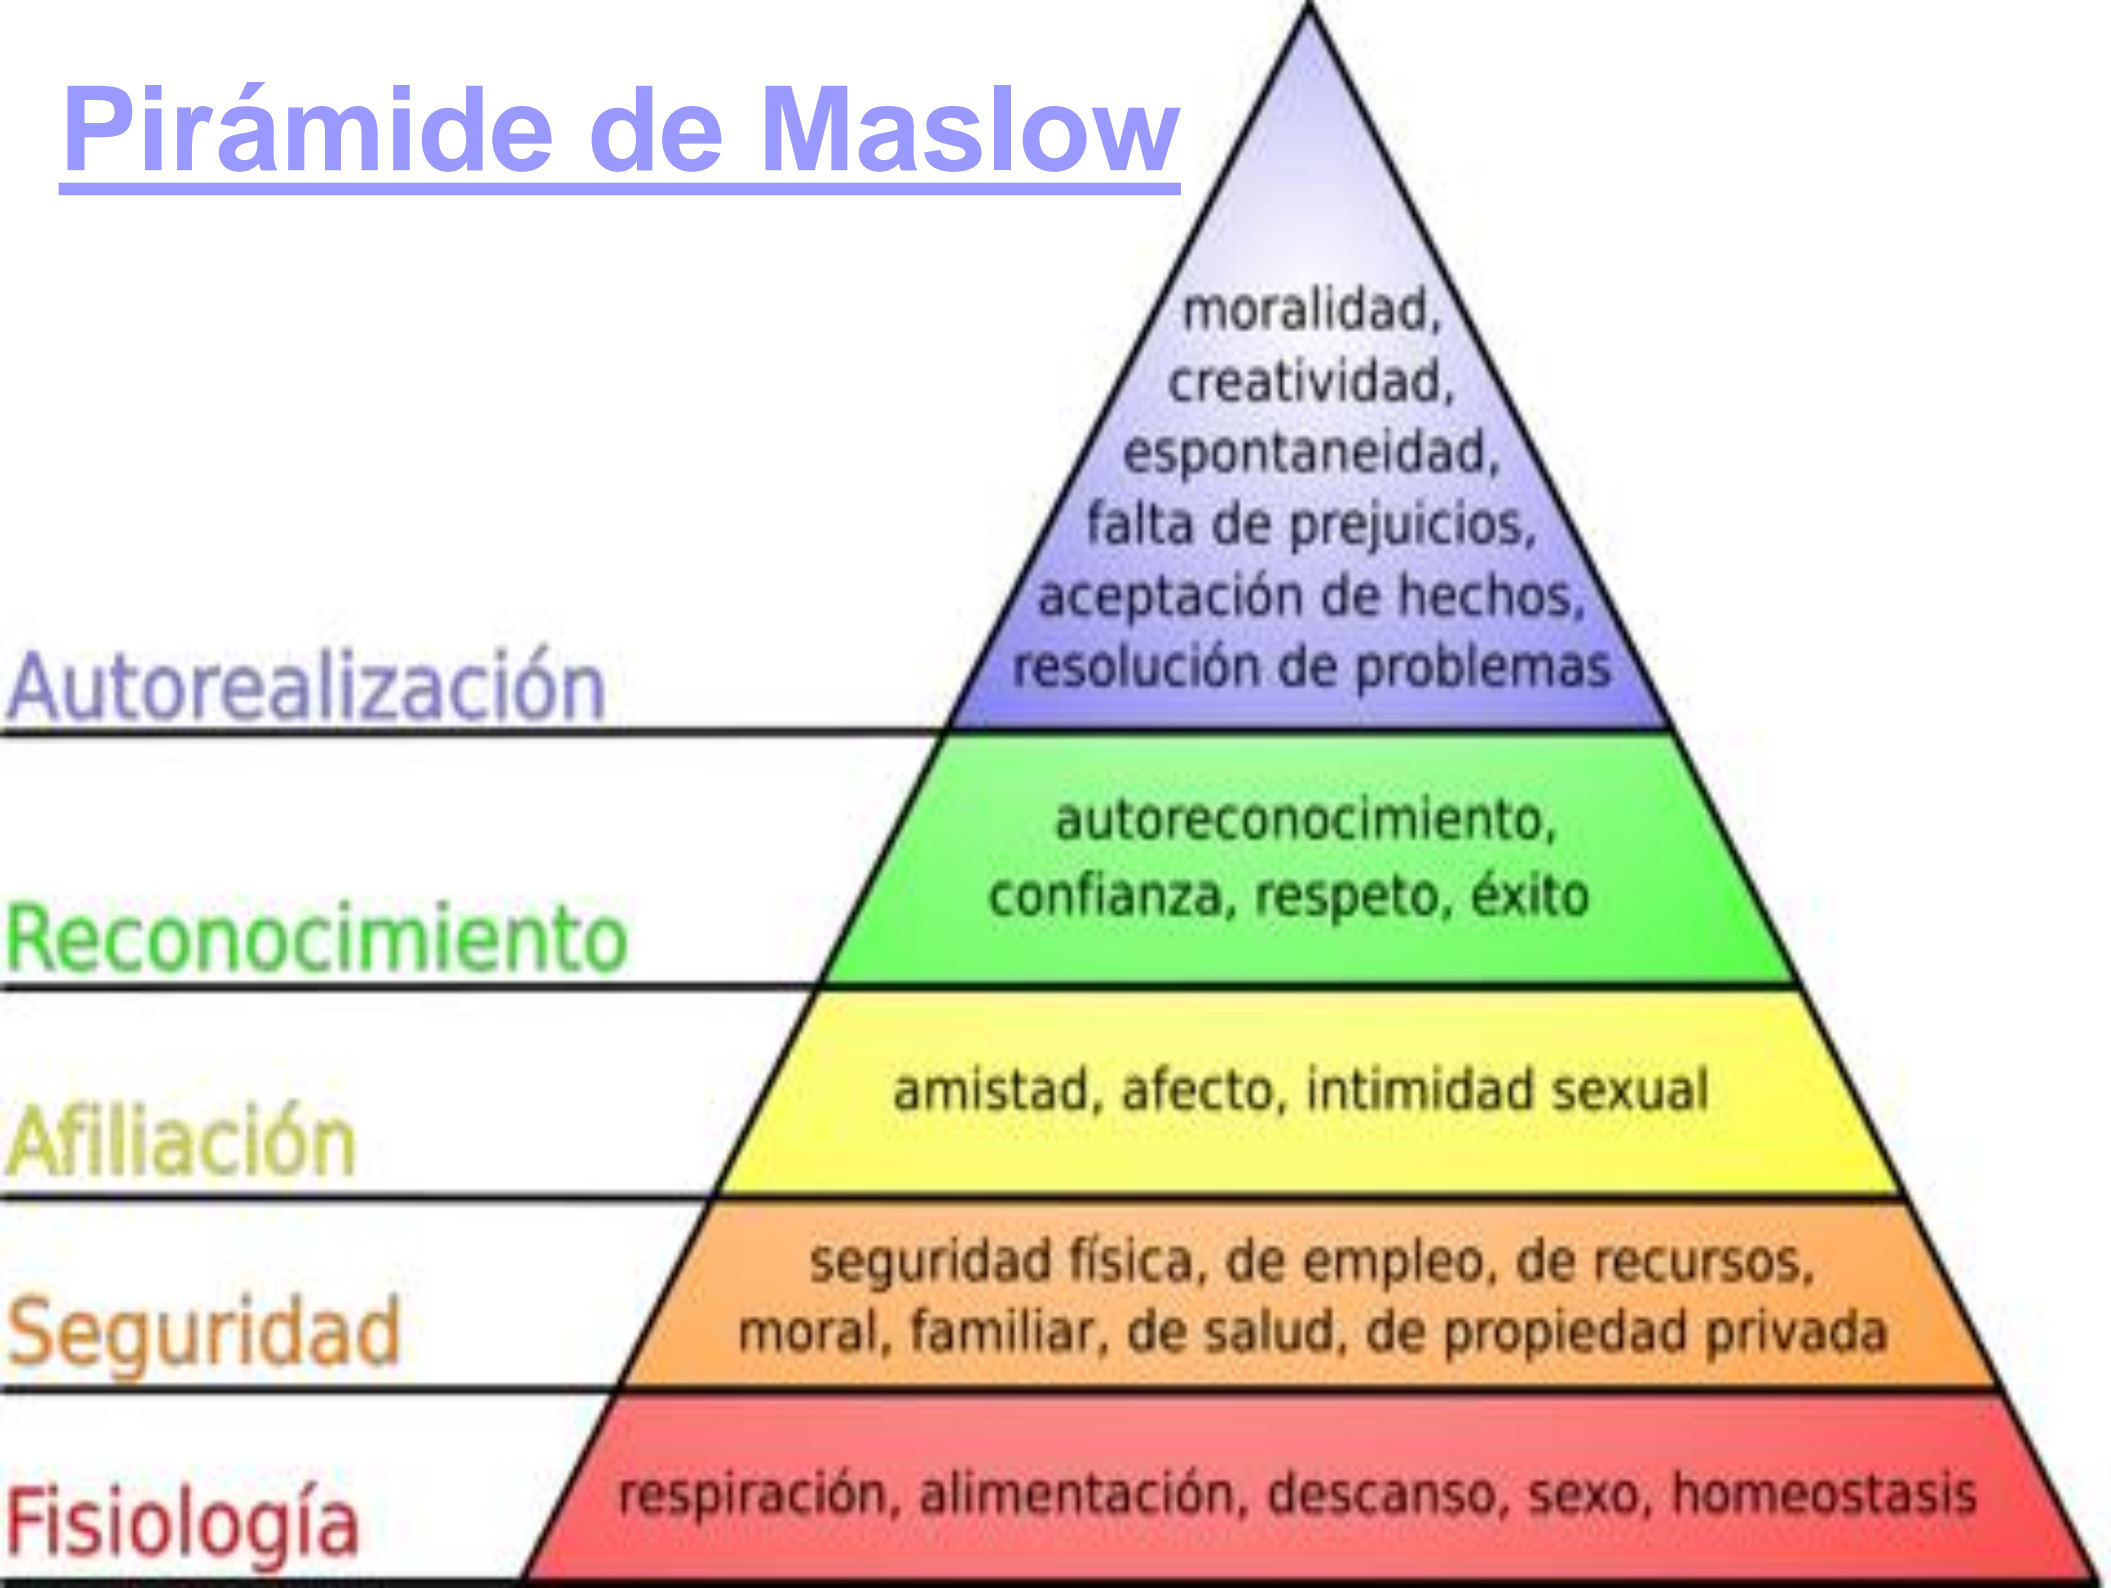 Pirámide de Maslow
moralidad,
creatividad,
espontaneidad,
falta de prejuicios,
aceptación de hechos,
resolución de problemas
Autorealización
autoreconocimiento,
confianza, respeto, éxito
Reconocimiento
amistad, afecto, intimidad sexual
Afiliación
seguridad física, de empleo, de recursos,
moral, familiar, de salud, de propiedad privada
Seguridad
respiración, alimentación, descanso, sexo, homeostasis
Fisiología